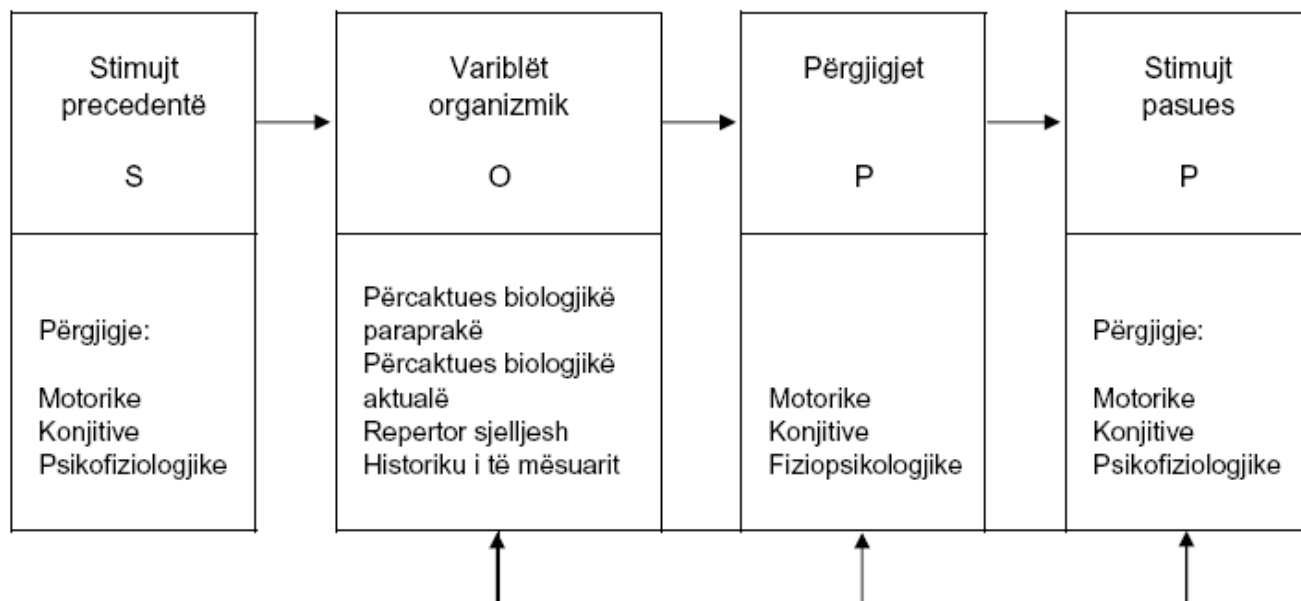 Stimujt
precedentë
S
Variblët
organizmik
O
Përgjigjet
P
Stimujt
pasues
P
Përgjigje:
Motorike
Konjitive
Psikofiziologjike
Përcaktues biologjikë
paraprakë
Përcaktues biologjikë
aktualë
Repertor sjelljesh
Historiku i të mësuarit
Motorike
Konjitive
Fiziopsikologjike
Përgjigje:
Motorike
Konjitive
Psikofiziologjike